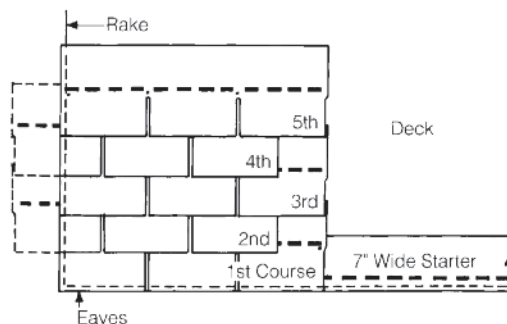 Rake
5th
Deck
4th
3rd
2nd
1st Course
7" Wide Starter
Eaves